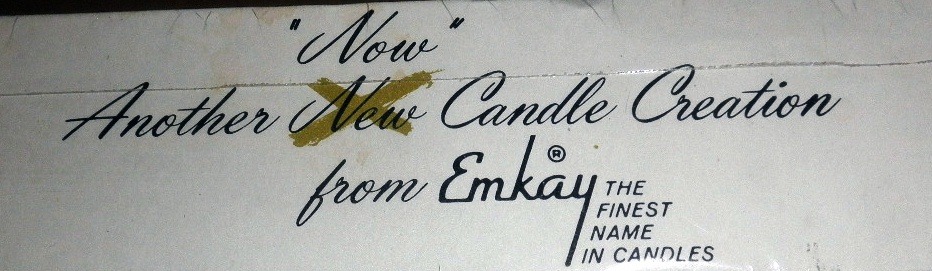 "Now"
Another New Candle Creation
from Emkay®
THE
FINEST
NAME
IN CANDLES